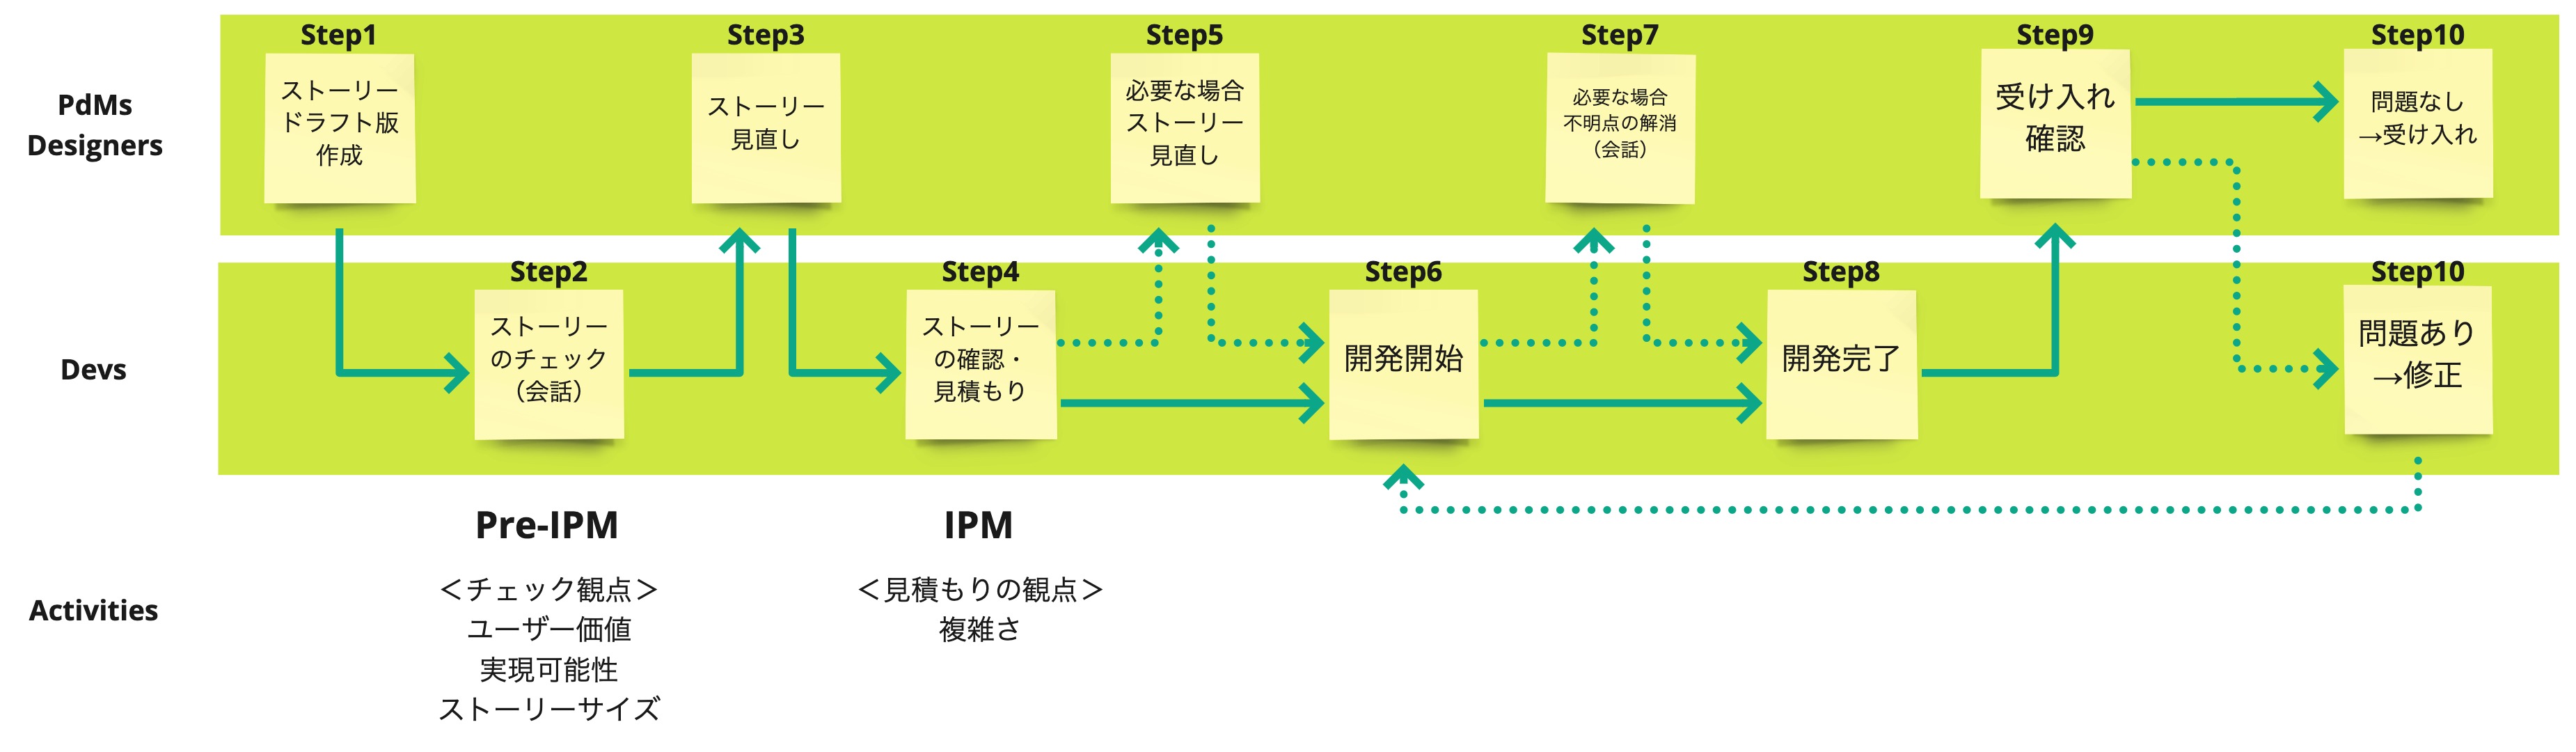 Step1
Step3
Step5
Step7
Step9
Step10
PdMs
Designers
ストーリー
ドラフト版
作成
ストーリー
見直し
必要な場合
ストーリー
見直し
必要な場合
不明点の解消
（会話）
受け入れ
確認
問題なし
→受け入れ
Step2
Step4
Step6
Step8
Step10
Devs
ストーリー
のチェック
（会話）
ストーリー
の確認・
見積もり
開発開始
開発完了
問題あり
→修正
Pre-IPM
IPM
Activities
＜チェック観点＞
ユーザー価値
実現可能性
ストーリーサイズ
＜見積もりの観点＞
複雑さ